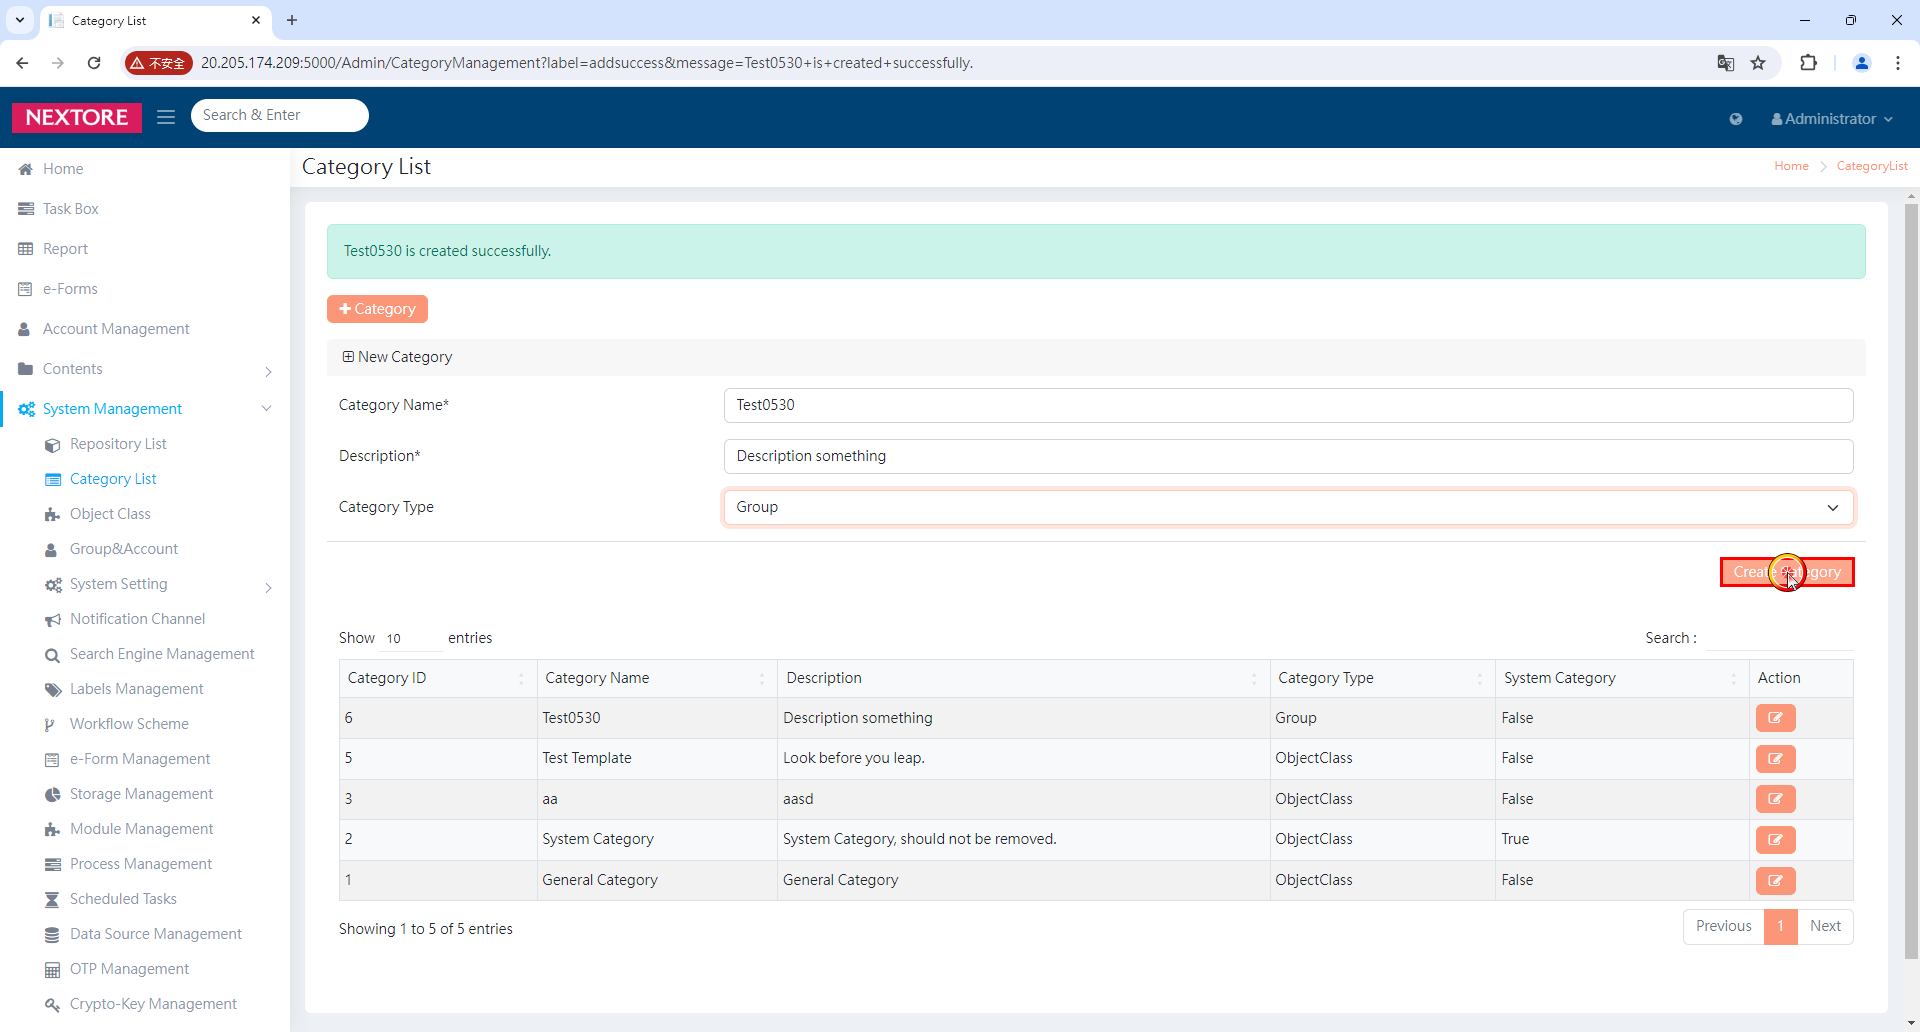 Category List
不安全
20.205.174.209:5000/Admin/CategoryManagement?label=addsuccess&message=Test0530+is+created+successfully.
NEXTORE
Search & Enter
Administrator
Home
Task Box
Report
e-Forms
Account Management
Contents
System Management
Repository List
Category List
Object Class
Group&Account
System Setting
Notification Channel
Search Engine Management
Labels Management
Workflow Scheme
e-Form Management
Storage Management
Module Management
Process Management
Scheduled Tasks
Data Source Management
OTP Management
Crypto-Key Management
Category List
Home CategoryList
Test0530 is created successfully.
Category
New Category
Category Name* Test0530
Description* Description something
Category Type Group
Create Category
Show 10 entries Search :
Category ID Category Name Description Category Type System Category Action
6 Test0530 Description something Group False
5 Test Template Look before you leap. ObjectClass False
3 aa aasd ObjectClass False
2 System Category System Category, should not be removed. ObjectClass True
1 General Category General Category ObjectClass False
Showing 1 to 5 of 5 entries Previous 1 Next